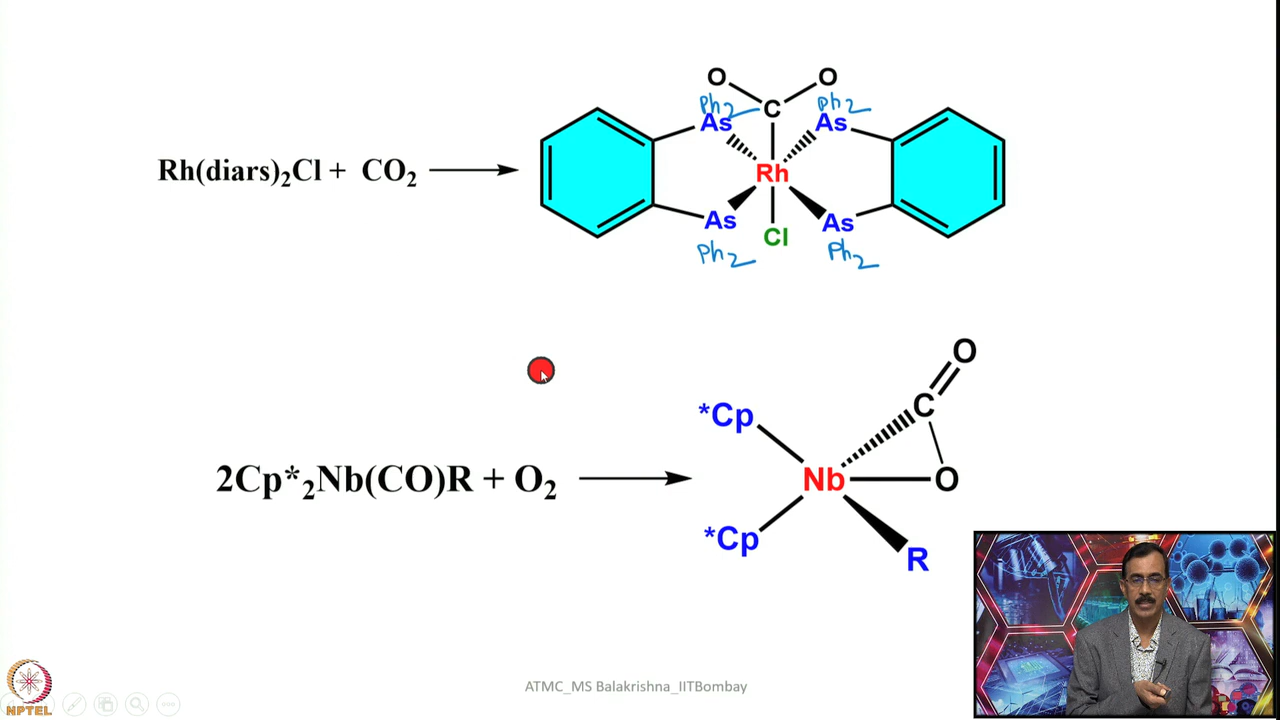 O O
C
Ph2 Ph2
As As
Rh(diars)2Cl + CO2
Rh
As As
Cl
Ph2 Ph2
O
C
*Cp
2Cp*2Nb(CO)R + O2
Nb O
*Cp
R
ATMC_MS Balakrishna_IITBombay
NPTEL